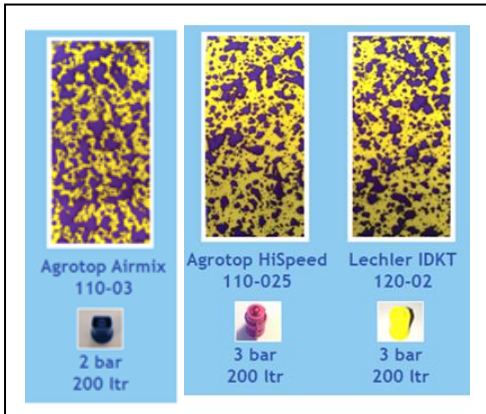 Agrotop Airmix
110-03
2 bar
200 ltr
Agrotop HiSpeed
110-025
3 bar
200 ltr
Lechler IDKT
120-02
3 bar
200 ltr